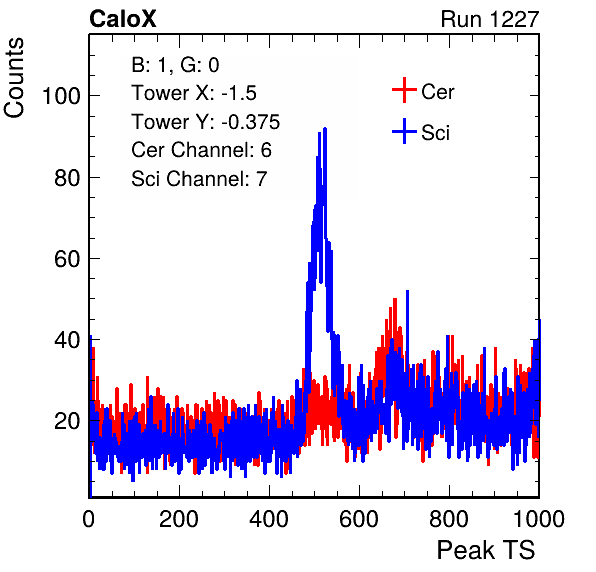 CaloX Run 1227
Counts
B: 1, G: 0
Tower X: -1.5
Tower Y: -0.375
Cer Channel: 6
Sci Channel: 7
Cer
Sci
100
80
60
40
20
0 200 400 600 800 1000
Peak TS